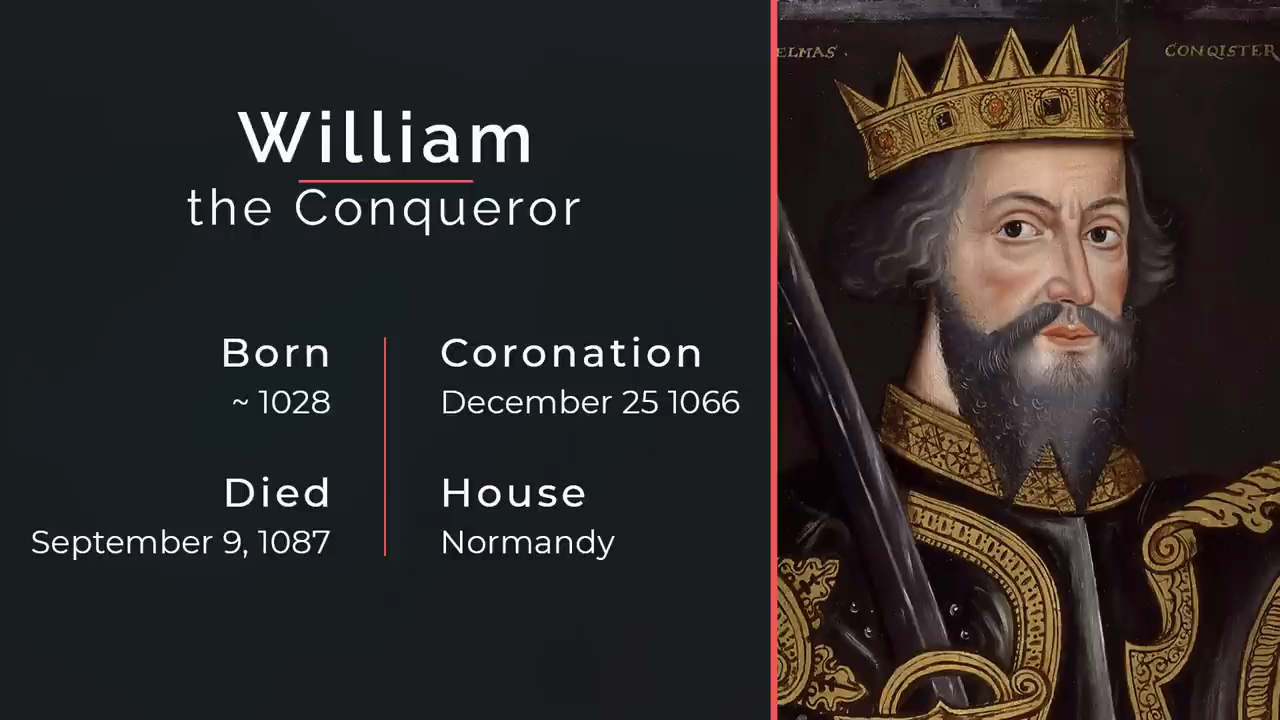 William
the Conqueror
Born
~ 1028
Died
September 9, 1087
Coronation
December 25 1066
House
Normandy
ELMAS .
CONQISTER